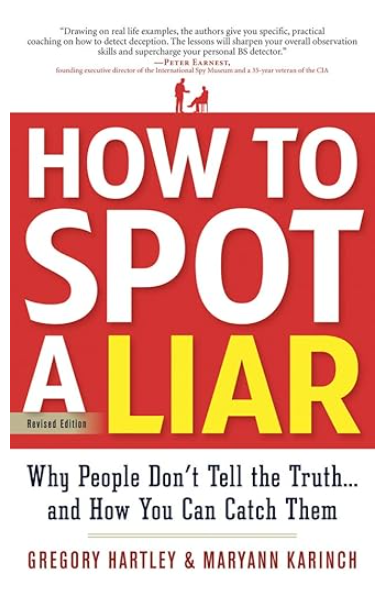 "Drawing on real life examples, the authors give you specific, practical
coaching on how to detect deception. The lessons will sharpen your overall observation
skills and supercharge your personal BS detector."
—PETER EARNEST,
founding executive director of the International Spy Museum and a 35-year veteran of the CIA
HOW TO
SPOT
A LIAR
Revised Edition
Why People Don't Tell the Truth...
and How You Can Catch Them
GREGORY HARTLEY & MARYANN KARINCH